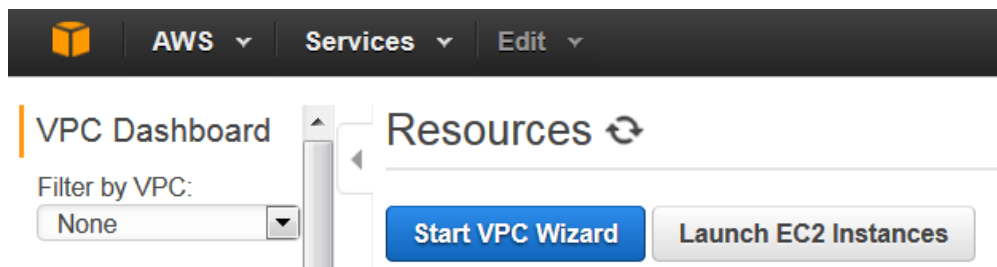 AWS Services Edit
VPC Dashboard
Resources
Filter by VPC:
None
Start VPC Wizard Launch EC2 Instances